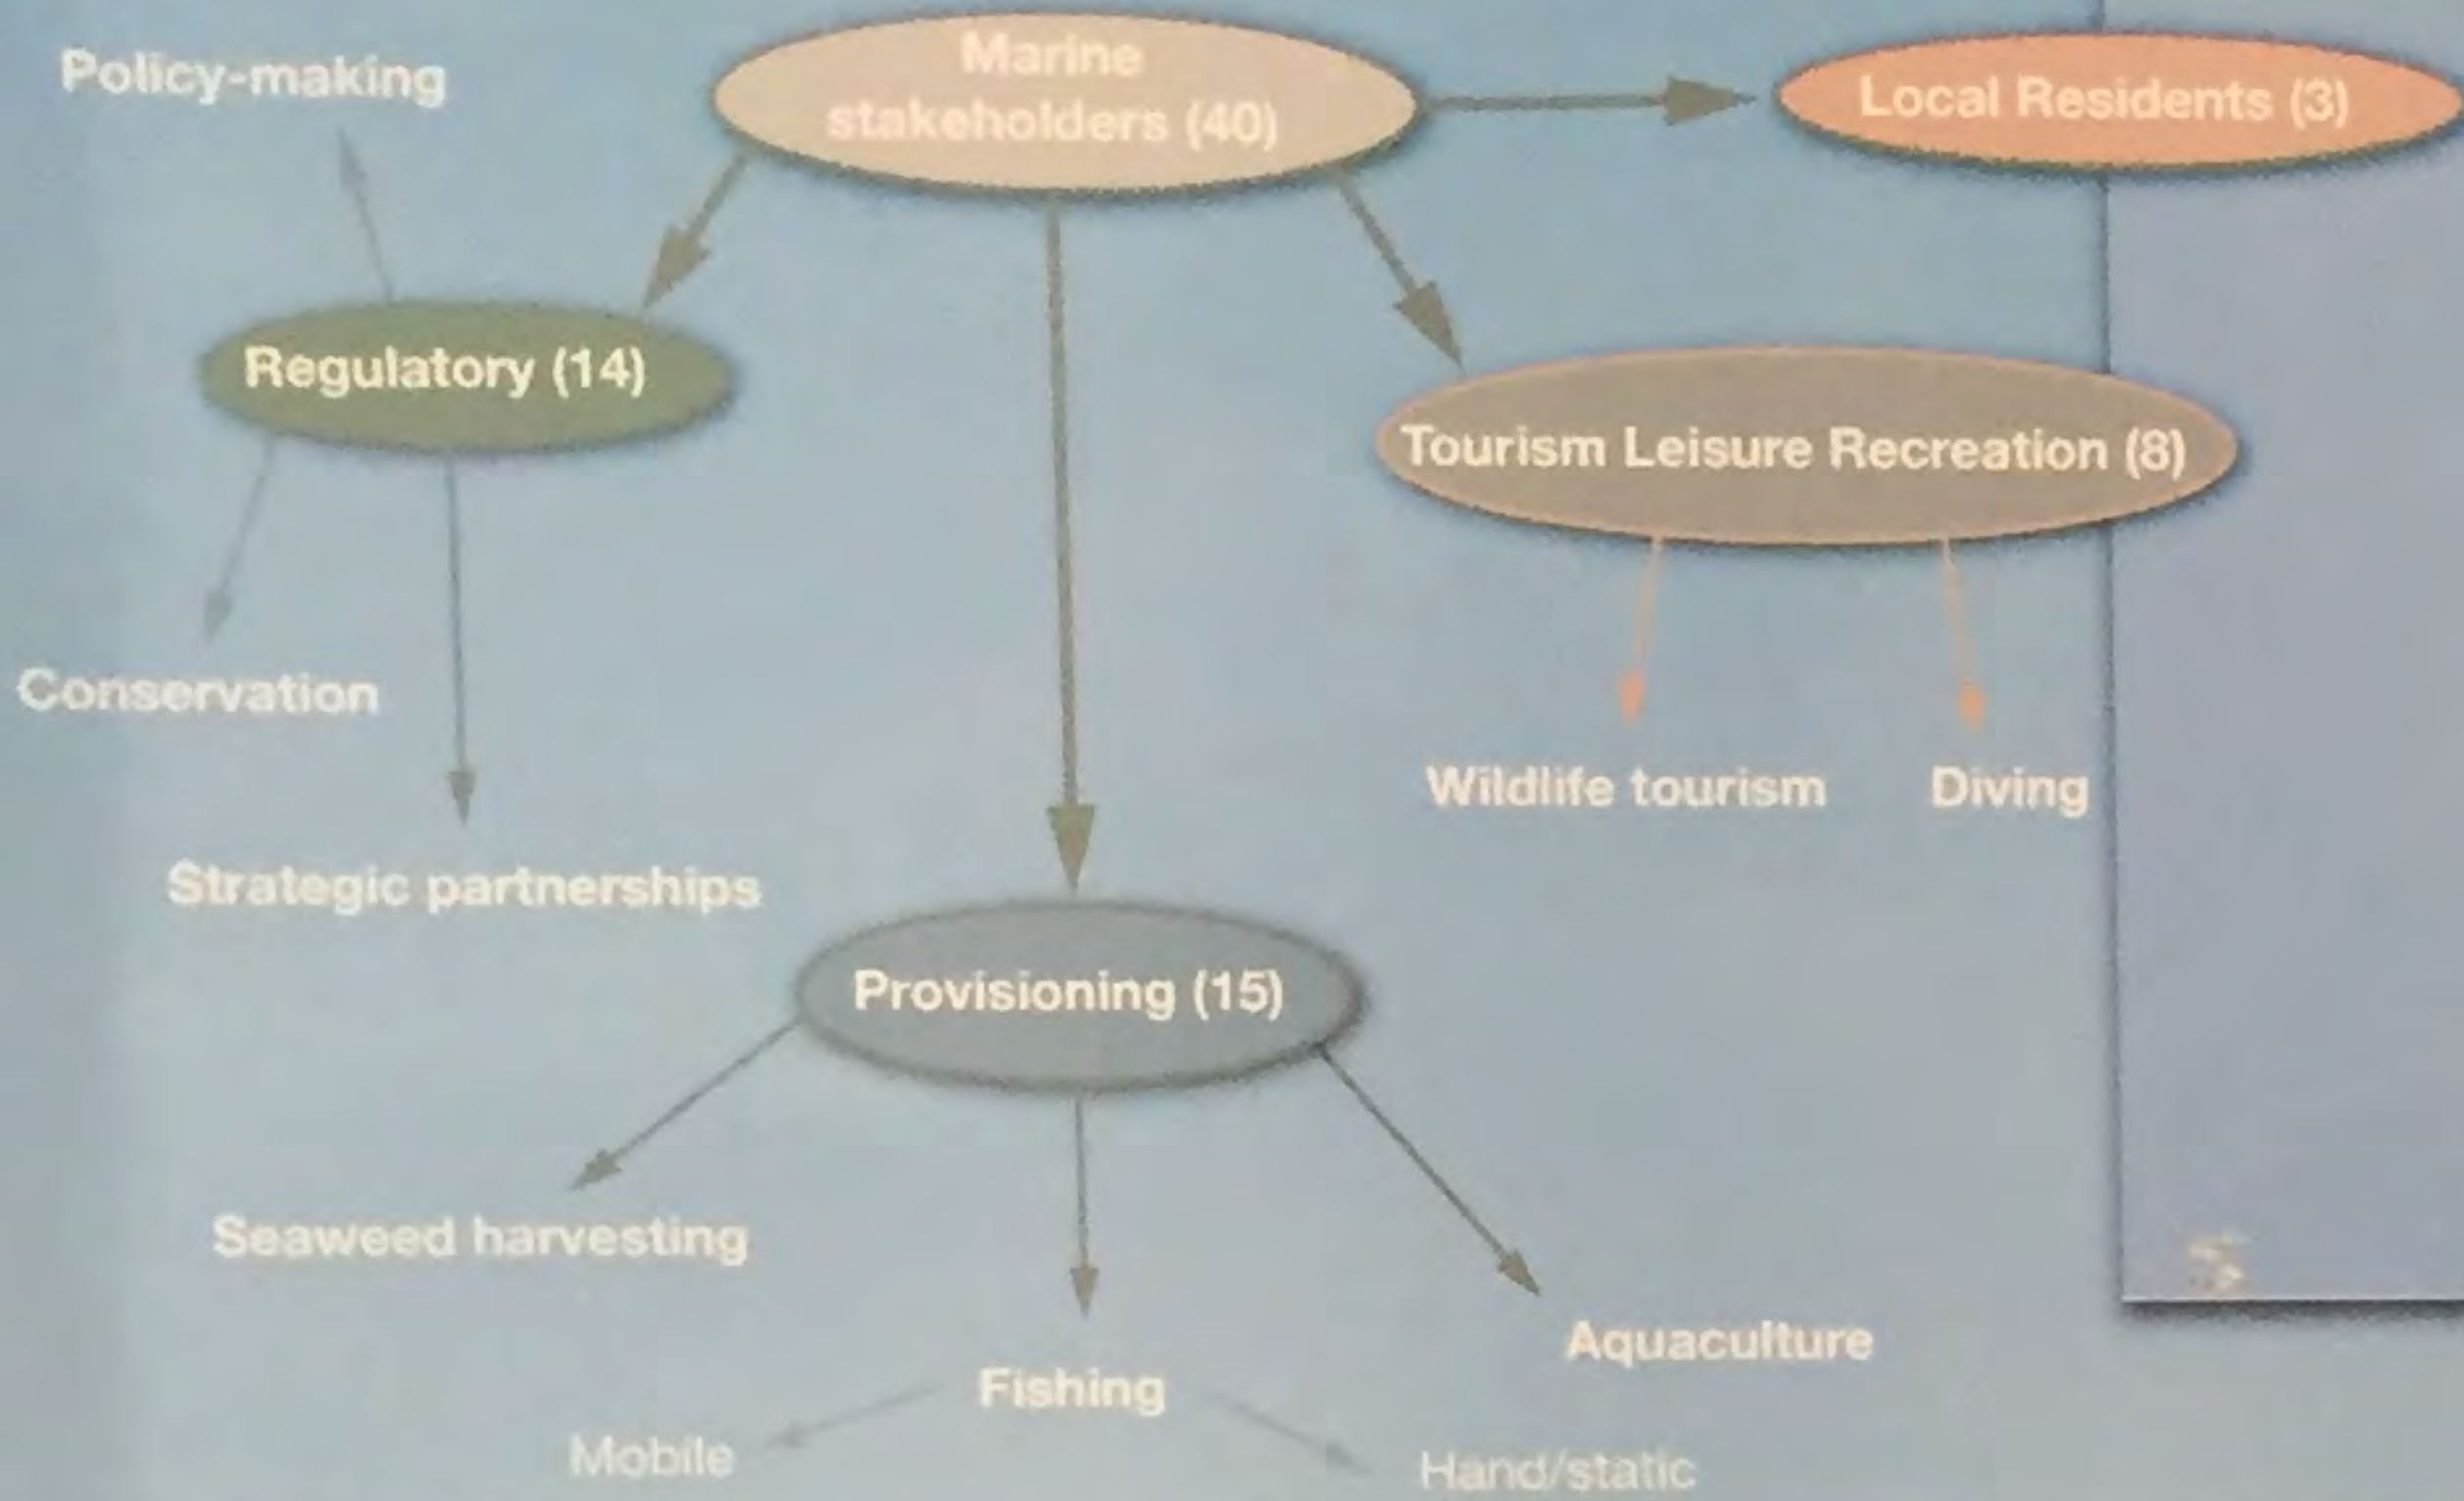 Marine
stakeholders (40)
Local Residents (3)
Policy-making
Regulatory (14)
Tourism Leisure Recreation (8)
Conservation
Wildlife tourism
Diving
Strategic partnerships
Provisioning (15)
Seaweed harvesting
Aquaculture
Fishing
Mobile
Hand/static